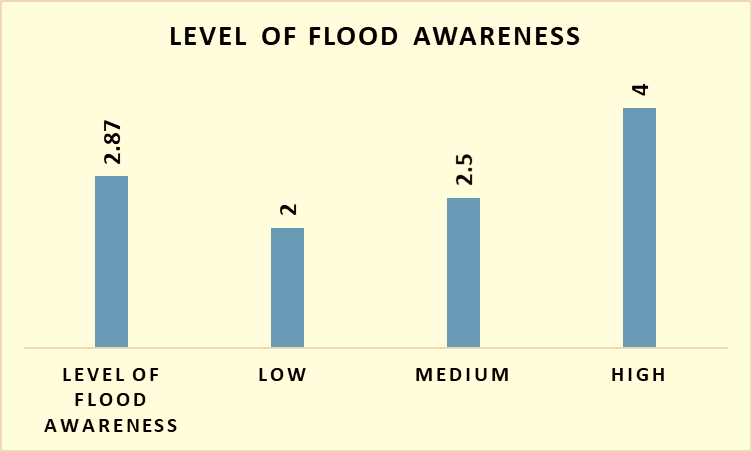 LEVEL OF FLOOD AWARENESS
2.87
2
2.5
4
LEVEL OF
FLOOD
AWARENESS
LOW
MEDIUM
HIGH